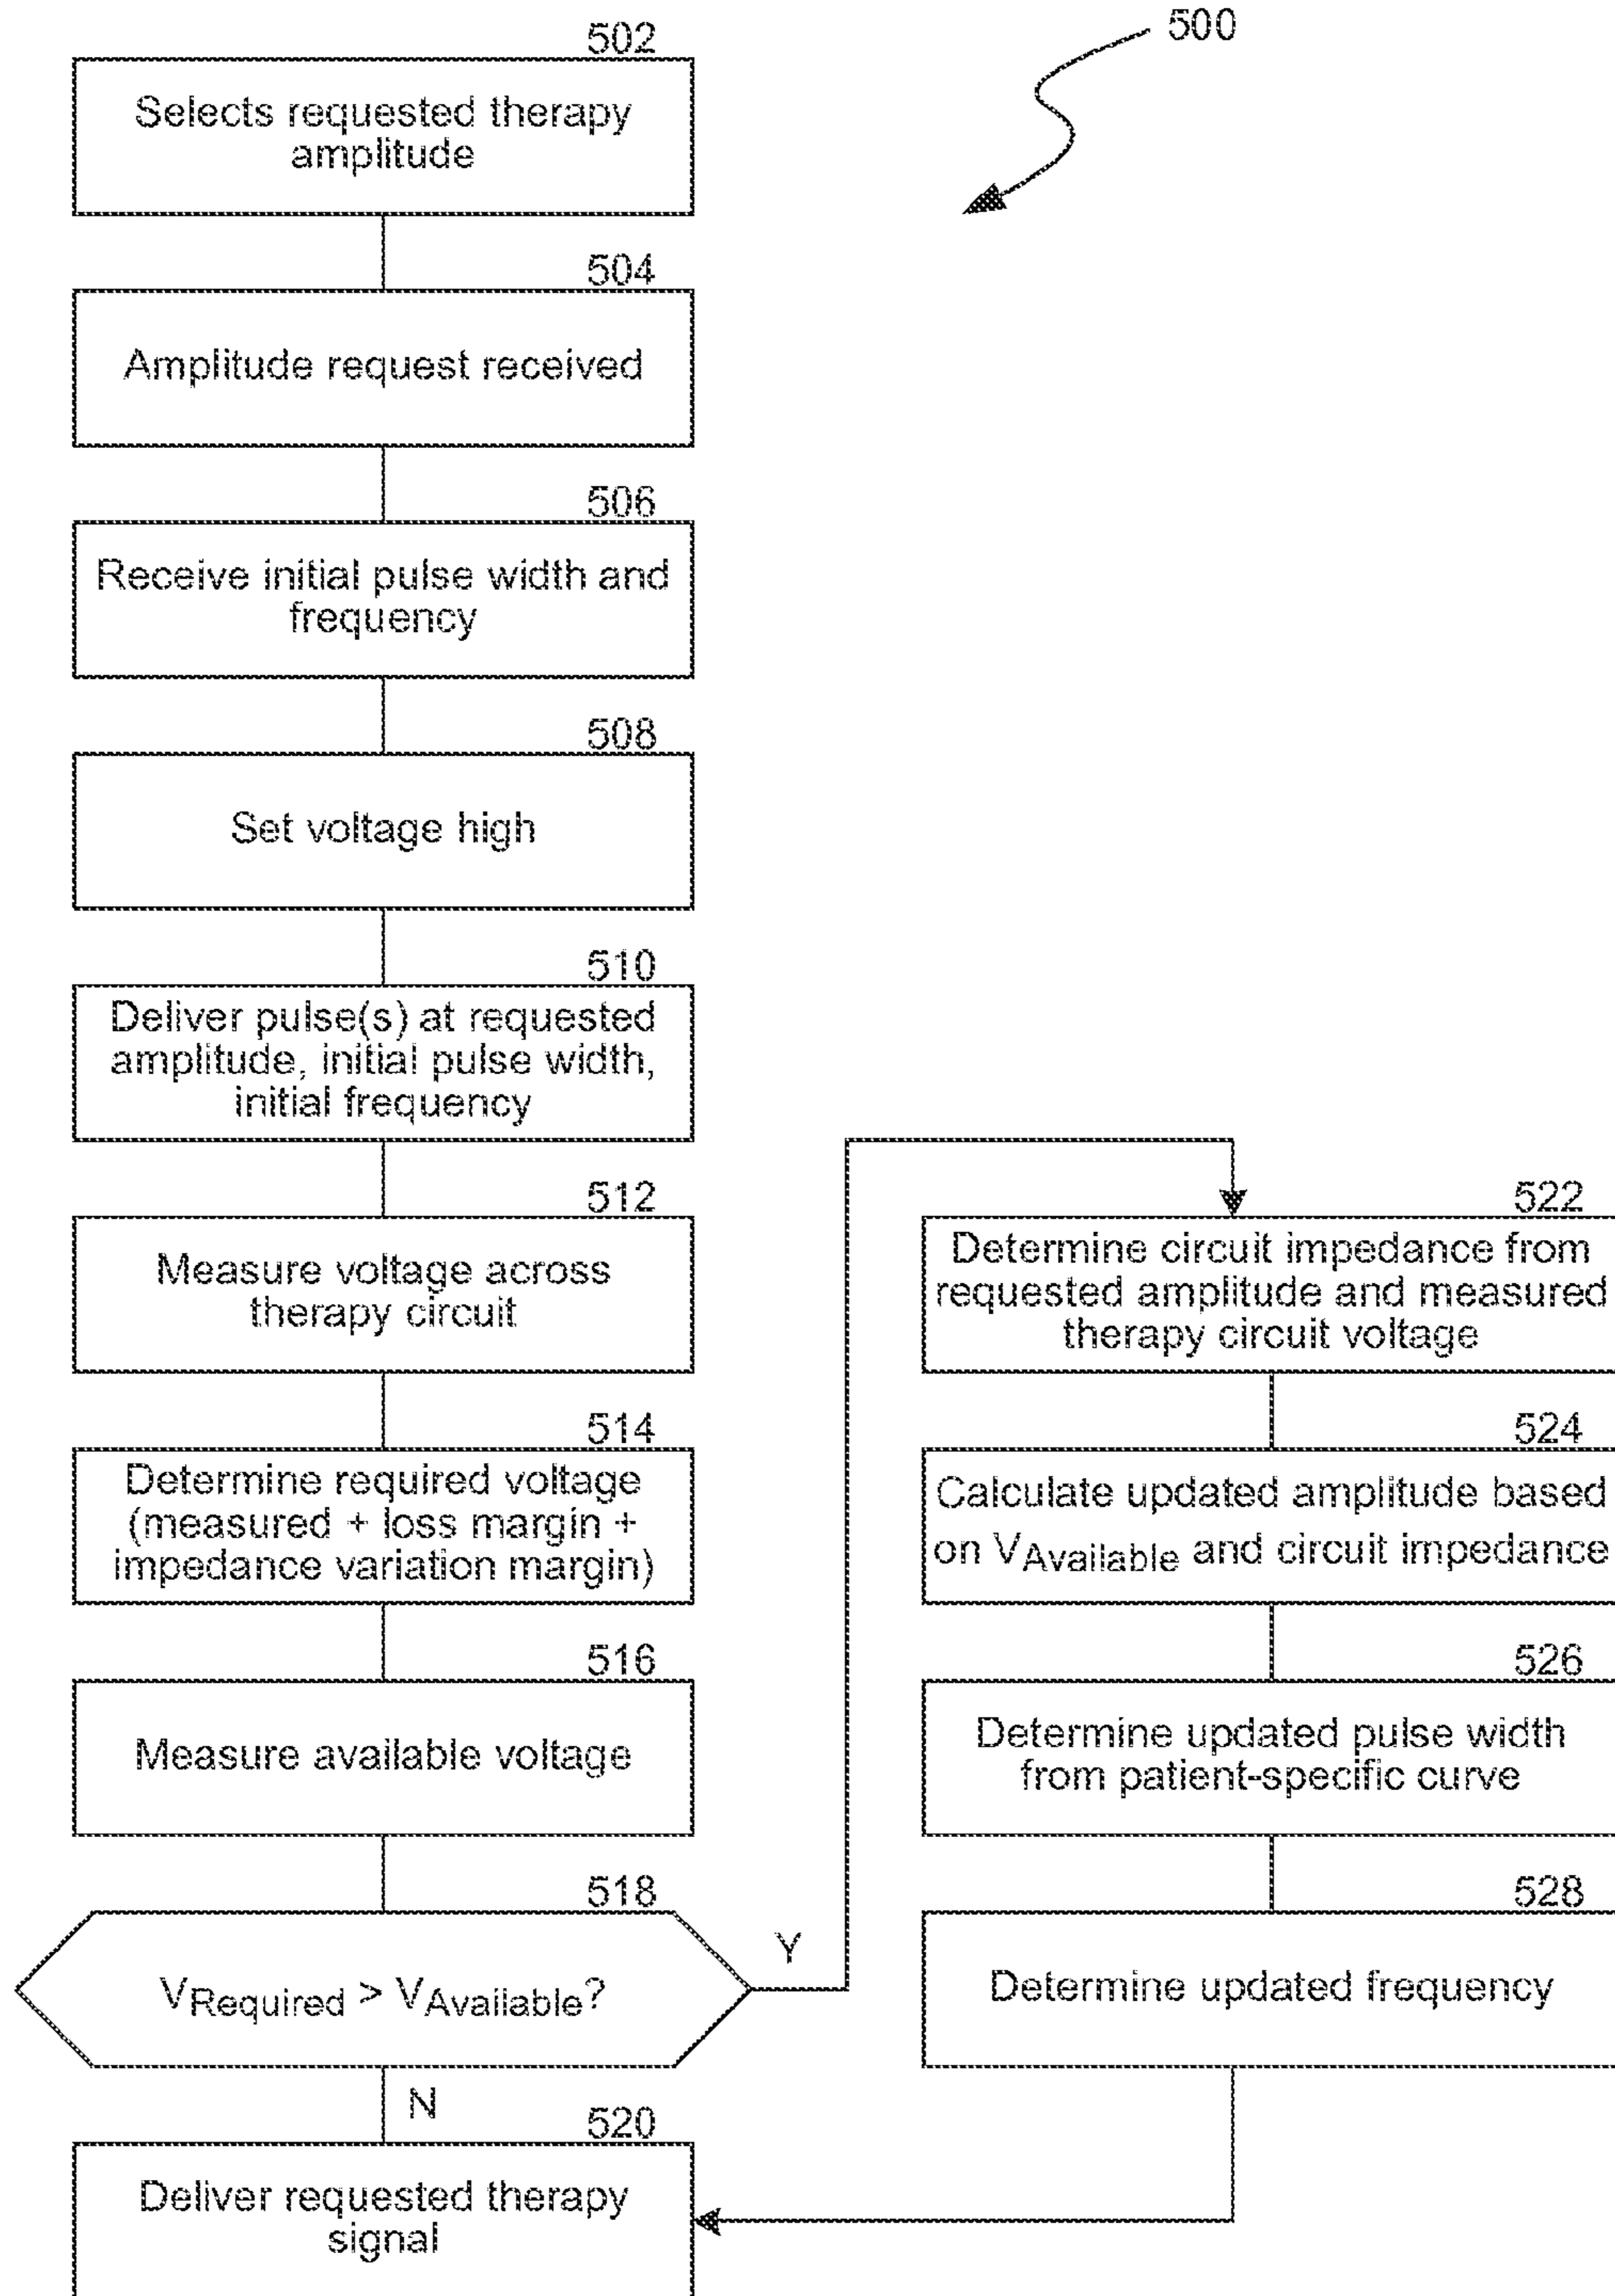 500
502
Selects requested therapy
amplitude
504
Amplitude request received
506
Receive initial pulse width and
frequency
508
Set voltage high
510
Deliver pulse(s) at requested
amplitude, initial pulse width,
initial frequency
512
Measure voltage across
therapy circuit
514
Determine required voltage
(measured + loss margin +
impedance variation margin)
516
Measure available voltage
518
VRequired > VAvailable?
Y
N
520
Deliver requested therapy
signal
522
Determine circuit impedance from
requested amplitude and measured
therapy circuit voltage
524
Calculate updated amplitude based
on VAvailable and circuit impedance
526
Determine updated pulse width
from patient-specific curve
528
Determine updated frequency